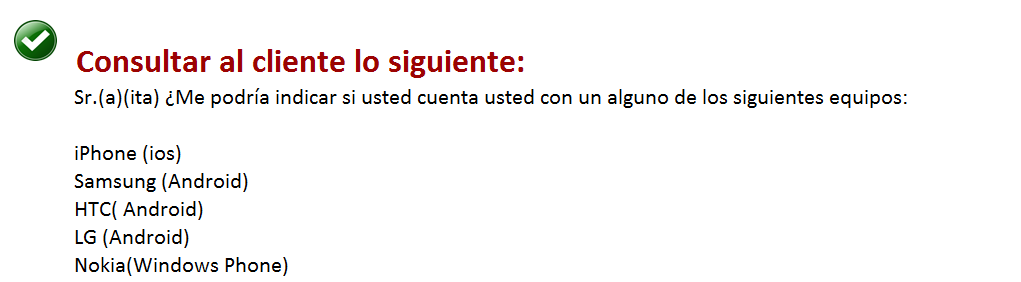 Consultar al cliente lo siguiente:
Sr.(a)(ita) ¿Me podría indicar si usted cuenta usted con un alguno de los siguientes equipos:
iPhone (ios)
Samsung (Android)
HTC( Android)
LG (Android)
Nokia(Windows Phone)